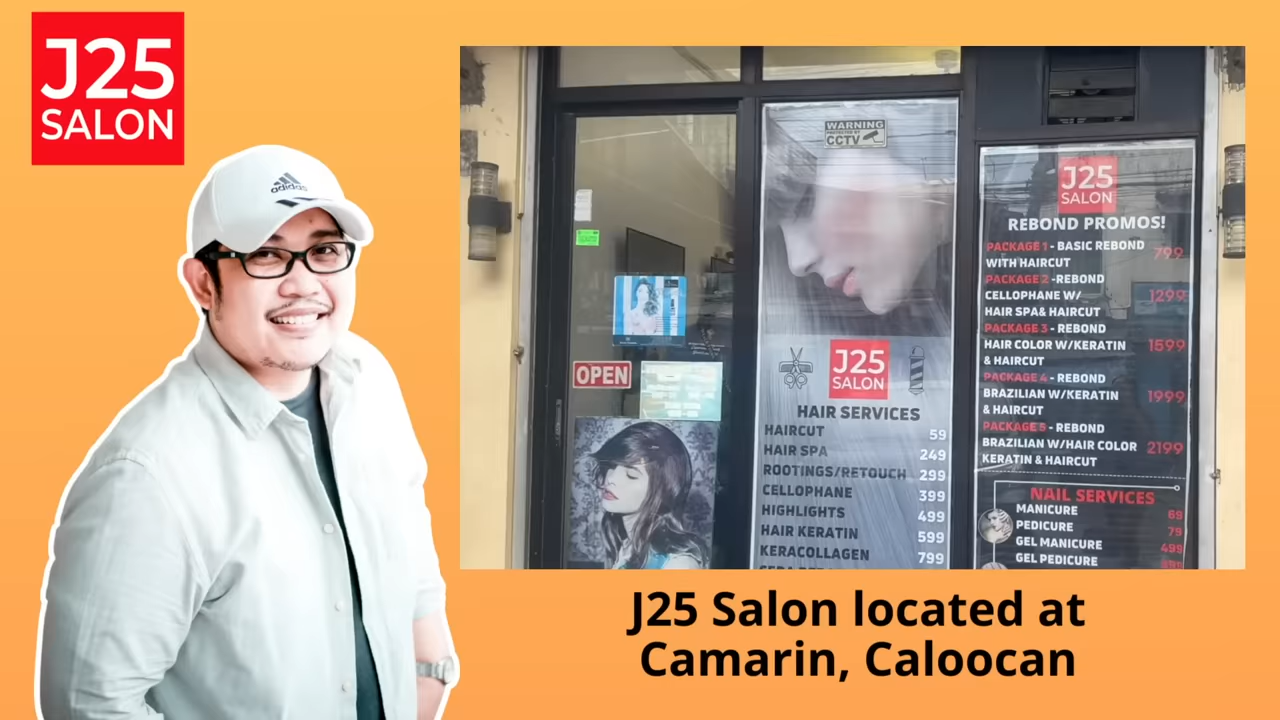 J25
SALON
adidas
WARNING
PROTECTED BY
CCTV
OPEN
J25
SALON
HAIR SERVICES
HAIRCUT 59
HAIR SPA 249
ROOTINGS/RETOUCH 299
CELLOPHANE 399
HIGHLIGHTS 499
HAIR KERATIN 599
KERACOLLAGEN 799
J25
SALON
REBOND PROMOS!
PACKAGE 1 - BASIC REBOND
WITH HAIRCUT 799
PACKAGE 2 -REBOND
CELLOPHANE W/ 1299
HAIR SPA& HAIRCUT
PACKAGE 3 - REBOND
HAIR COLOR W/KERATIN 1599
& HAIRCUT
PACKAGE 4 - REBOND
BRAZILIAN W/KERATIN 1999
& HAIRCUT
PACKAGE 5 - REBOND
BRAZILIAN W/HAIR COLOR 2199
KERATIN & HAIRCUT
NAIL SERVICES
MANICURE 69
PEDICURE 79
GEL MANICURE 499
GEL PEDICURE
J25 Salon located at
Camarin, Caloocan